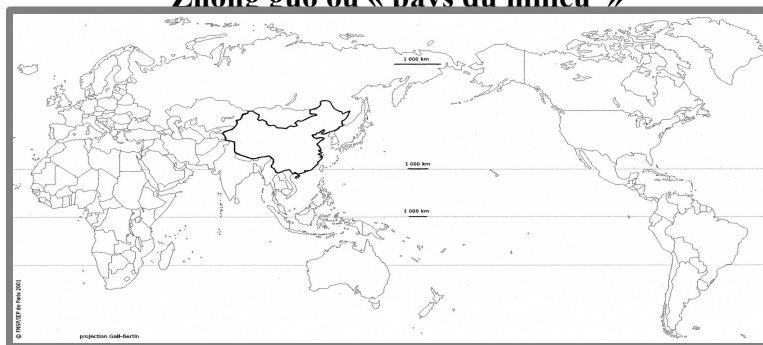 Zhong guo ou « pays du milieu »
1 000 km
1 000 km
1 000 km
© FNSP/IEP de Paris 2001
projection Gall-Bertin